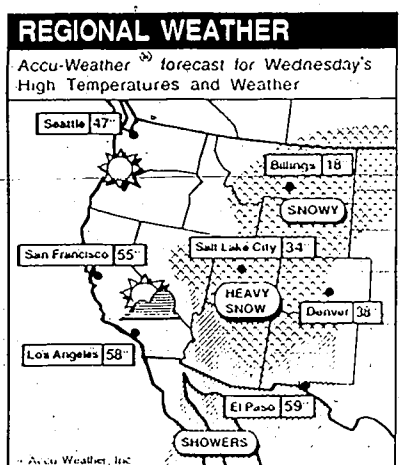 REGIONAL WEATHER
Accu-Weather ® forecast for Wednesday's
High Temperatures and Weather
Seattle 47°
Billings 18°
SNOWY
San Francisco 55°
Salt Lake City 34°
HEAVY
SNOW
Denver 38°
Los Angeles 58°
El Paso 59°
SHOWERS
Accu-Weather, Inc.